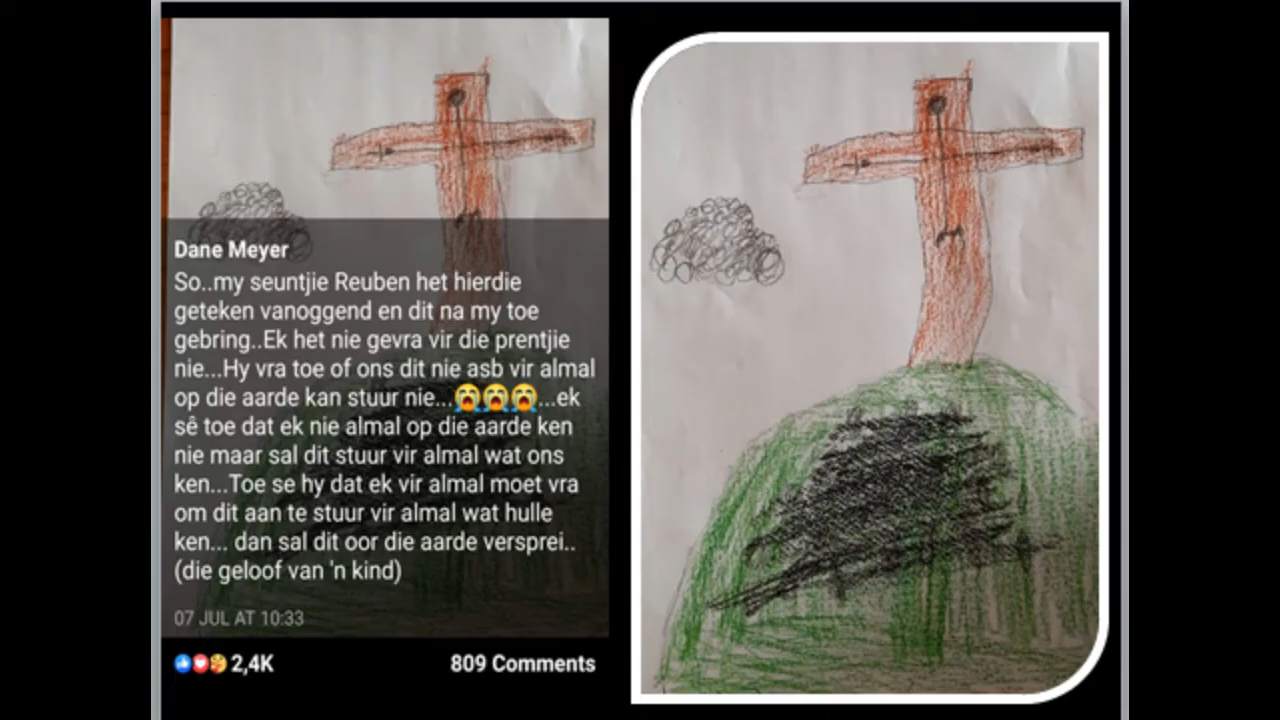 Dane Meyer
So..my seuntjie Reuben het hierdie
geteken vanoggend en dit na my toe
gebring..Ek het nie gevra vir die prentjie
nie...Hy vra toe of ons dit nie asb vir almal
op die aarde kan stuur nie...😭😭😭...ek
sê toe dat ek nie almal op die aarde ken
nie maar sal dit stuur vir almal wat ons
ken...Toe se hy dat ek vir almal moet vra
om dit aan te stuur vir almal wat hulle
ken... dan sal dit oor die aarde versprei..
(die geloof van 'n kind)
07 JUL AT 10:33
2,4K 809 Comments